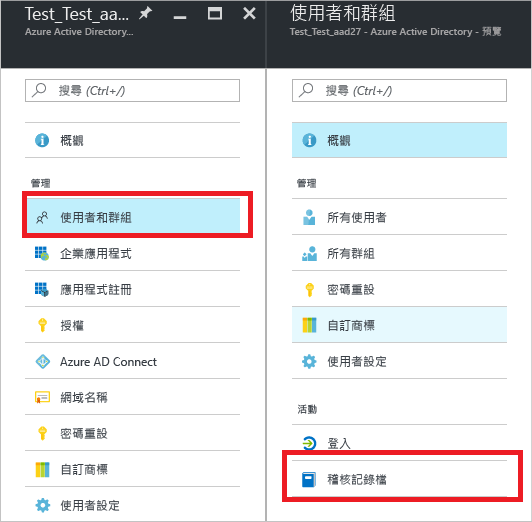 Test_Test_aa...
Azure Active Directory...
搜尋 (Ctrl+/)
概觀
管理
使用者和群組
企業應用程式
應用程式註冊
授權
Azure AD Connect
網域名稱
密碼重設
自訂商標
使用者設定
使用者和群組
Test_Test_aad27 - Azure Active Directory - 預覽
搜尋 (Ctrl+/)
概觀
管理
所有使用者
所有群組
密碼重設
自訂商標
使用者設定
活動
登入
稽核記錄檔